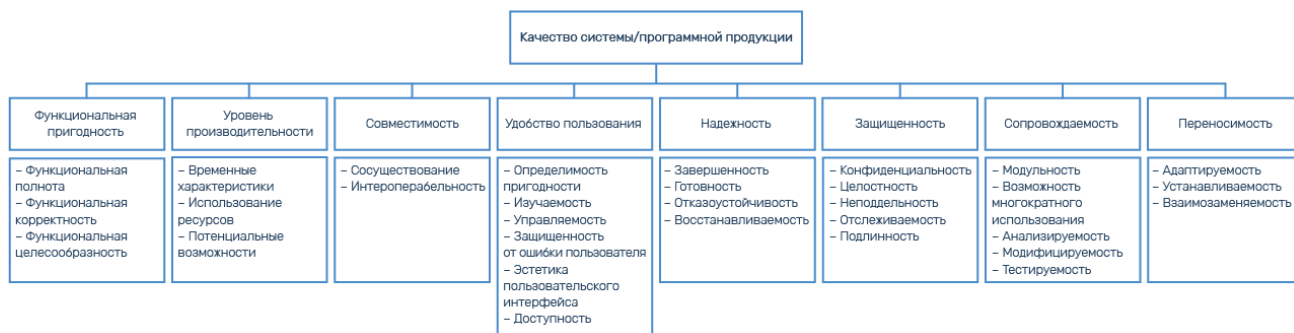 Качество системы/программной продукции
Функциональная
пригодность
Уровень
производительности
Совместимость
Удобство пользования
Надежность
Защищенность
Сопровождаемость
Переносимость
– Функциональная
полнота
– Функциональная
корректность
– Функциональная
целесообразность
– Временные
характеристики
– Использование
ресурсов
– Потенциальные
возможности
– Сосуществование
– Интероперабельность
– Определимость
пригодности
– Изучаемость
– Управляемость
– Защищенность
от ошибки пользователя
– Эстетика
пользовательского
интерфейса
– Доступность
– Завершенность
– Готовность
– Отказоустойчивость
– Восстанавливаемость
– Конфиденциальность
– Целостность
– Неподдельность
– Отслеживаемость
– Подлинность
– Модульность
– Возможность
многократного
использования
– Анализируемость
– Модифицируемость
– Тестируемость
– Адаптируемость
– Устанавливаемость
– Взаимозаменяемость